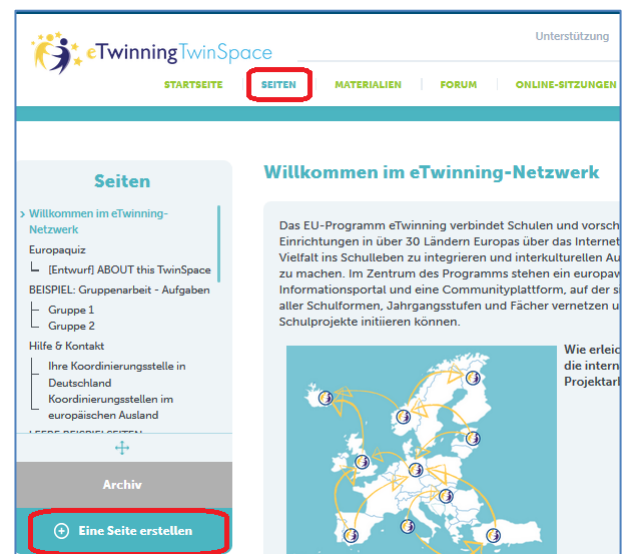 Unterstützung
eTwinningTwinSpace
STARTSEITE SEITEN MATERIALIEN FORUM ONLINE-SITZUNGEN
Seiten
Willkommen im eTwinning-
Netzwerk
Europaquiz
[Entwurf] ABOUT this TwinSpace
BEISPIEL: Gruppenarbeit - Aufgaben
Gruppe 1
Gruppe 2
Hilfe & Kontakt
Ihre Koordinierungsstelle in
Deutschland
Koordinierungsstellen im
europäischen Ausland
Archiv
Eine Seite erstellen
Willkommen im eTwinning-Netzwerk
Das EU-Programm eTwinning verbindet Schulen und vorsch
Einrichtungen in über 30 Ländern Europas über das Internet
Vielfalt ins Schulleben zu integrieren und interkulturellen Au
zu machen. Im Zentrum des Programms stehen ein europaw
Informationsportal und eine Communityplattform, auf der s
aller Schulformen, Jahrgangsstufen und Fächer vernetzen u
Schulprojekte initiieren können.
Wie erleic
die intern
Projektarl